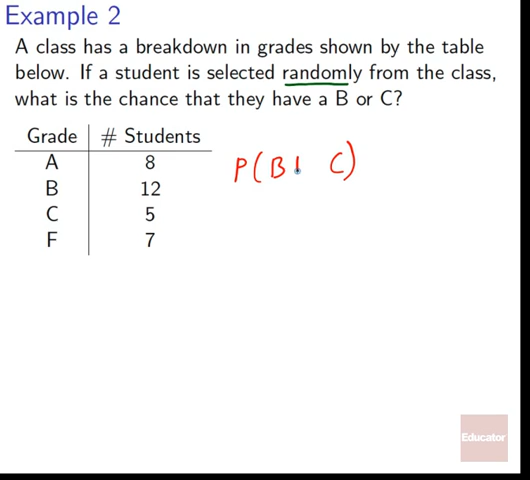 Example 2
A class has a breakdown in grades shown by the table
below. If a student is selected randomly from the class,
what is the chance that they have a B or C?
Grade # Students
A 8
B 12 P(B C)
C 5
F 7
Educator